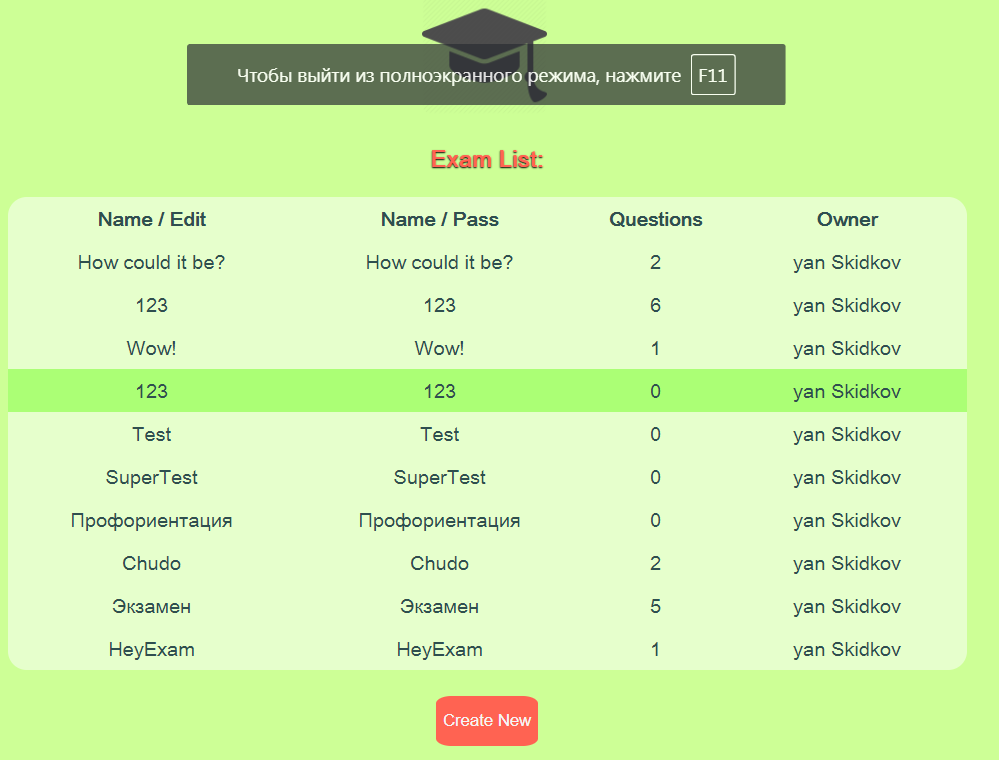 Чтобы выйти из полноэкранного режима, нажмите F11
Exam List:
Name / Edit Name / Pass Questions Owner
How could it be? How could it be? 2 yan Skidkov
123 123 6 yan Skidkov
Wow! Wow! 1 yan Skidkov
123 123 0 yan Skidkov
Test Test 0 yan Skidkov
SuperTest SuperTest 0 yan Skidkov
Профориентация Профориентация 0 yan Skidkov
Chudo Chudo 2 yan Skidkov
Экзамен Экзамен 5 yan Skidkov
HeyExam HeyExam 1 yan Skidkov
Create New